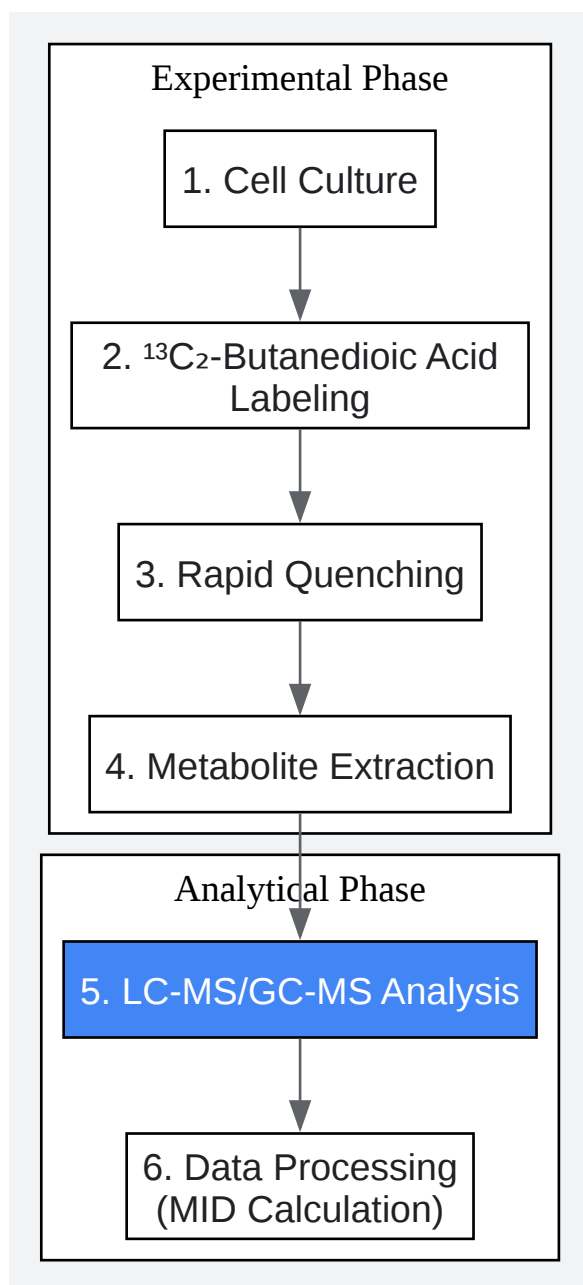 Experimental Phase
1. Cell Culture
2. ¹³C₂-Butanedioic Acid
Labeling
3. Rapid Quenching
4. Metabolite Extraction
Analytical Phase
5. LC-MS/GC-MS Analysis
6. Data Processing
(MID Calculation)